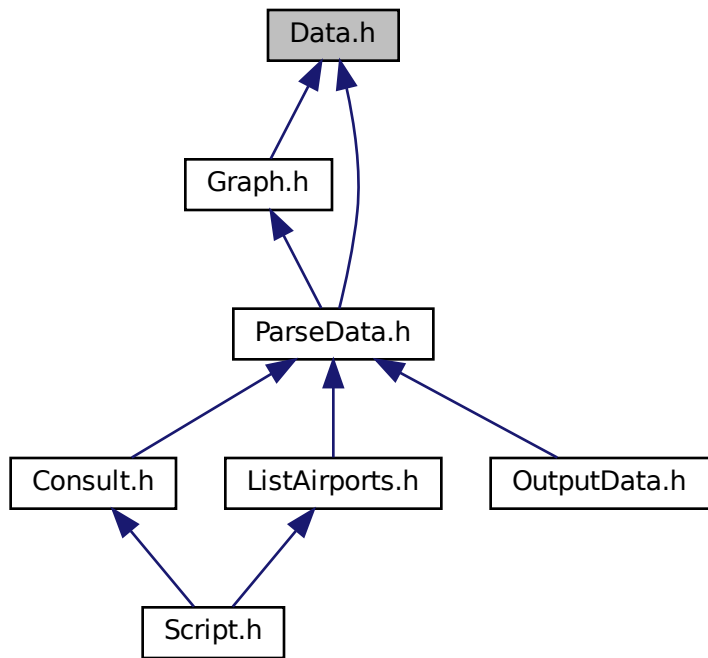 Data.h
Graph.h
ParseData.h
Consult.h
ListAirports.h
OutputData.h
Script.h